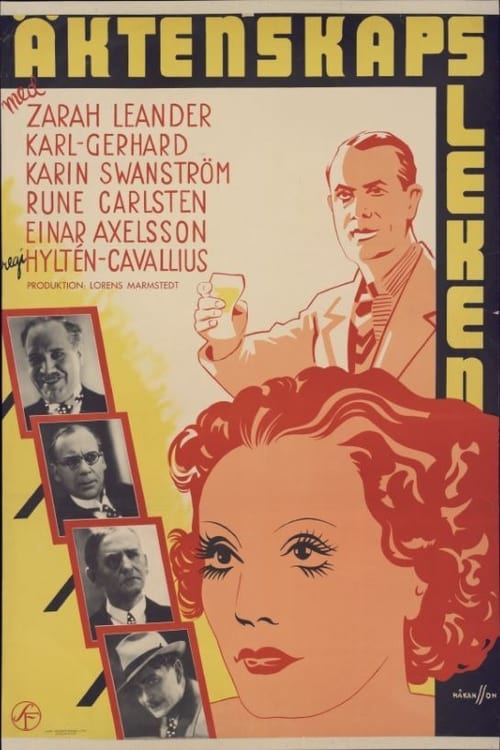 ÄKTENSKAPS
LEKEN
med
ZARAH LEANDER
KARL-GERHARD
KARIN SWANSTRÖM
RUNE CARLSTEN
EINAR AXELSSON
regi HYLTÉN-CAVALLIUS
PRODUKTION: LORENS MARMSTEDT
SF
HÅKANSSON